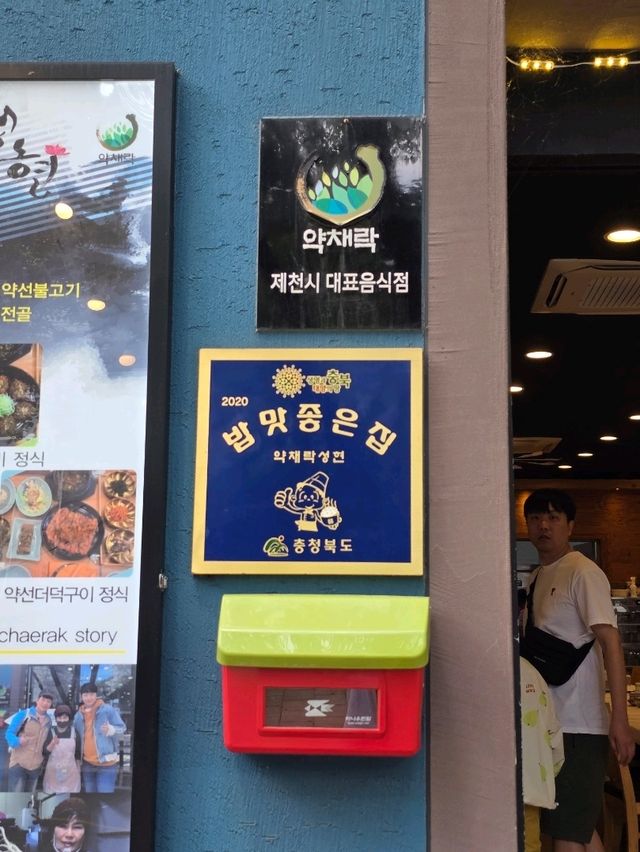 약채락
약선불고기
전골
정식
약선더덕구이 정식
chaerak story
약채락
제천시 대표음식점
충북
2020
밥맛좋은집
약채락성현
충청북도